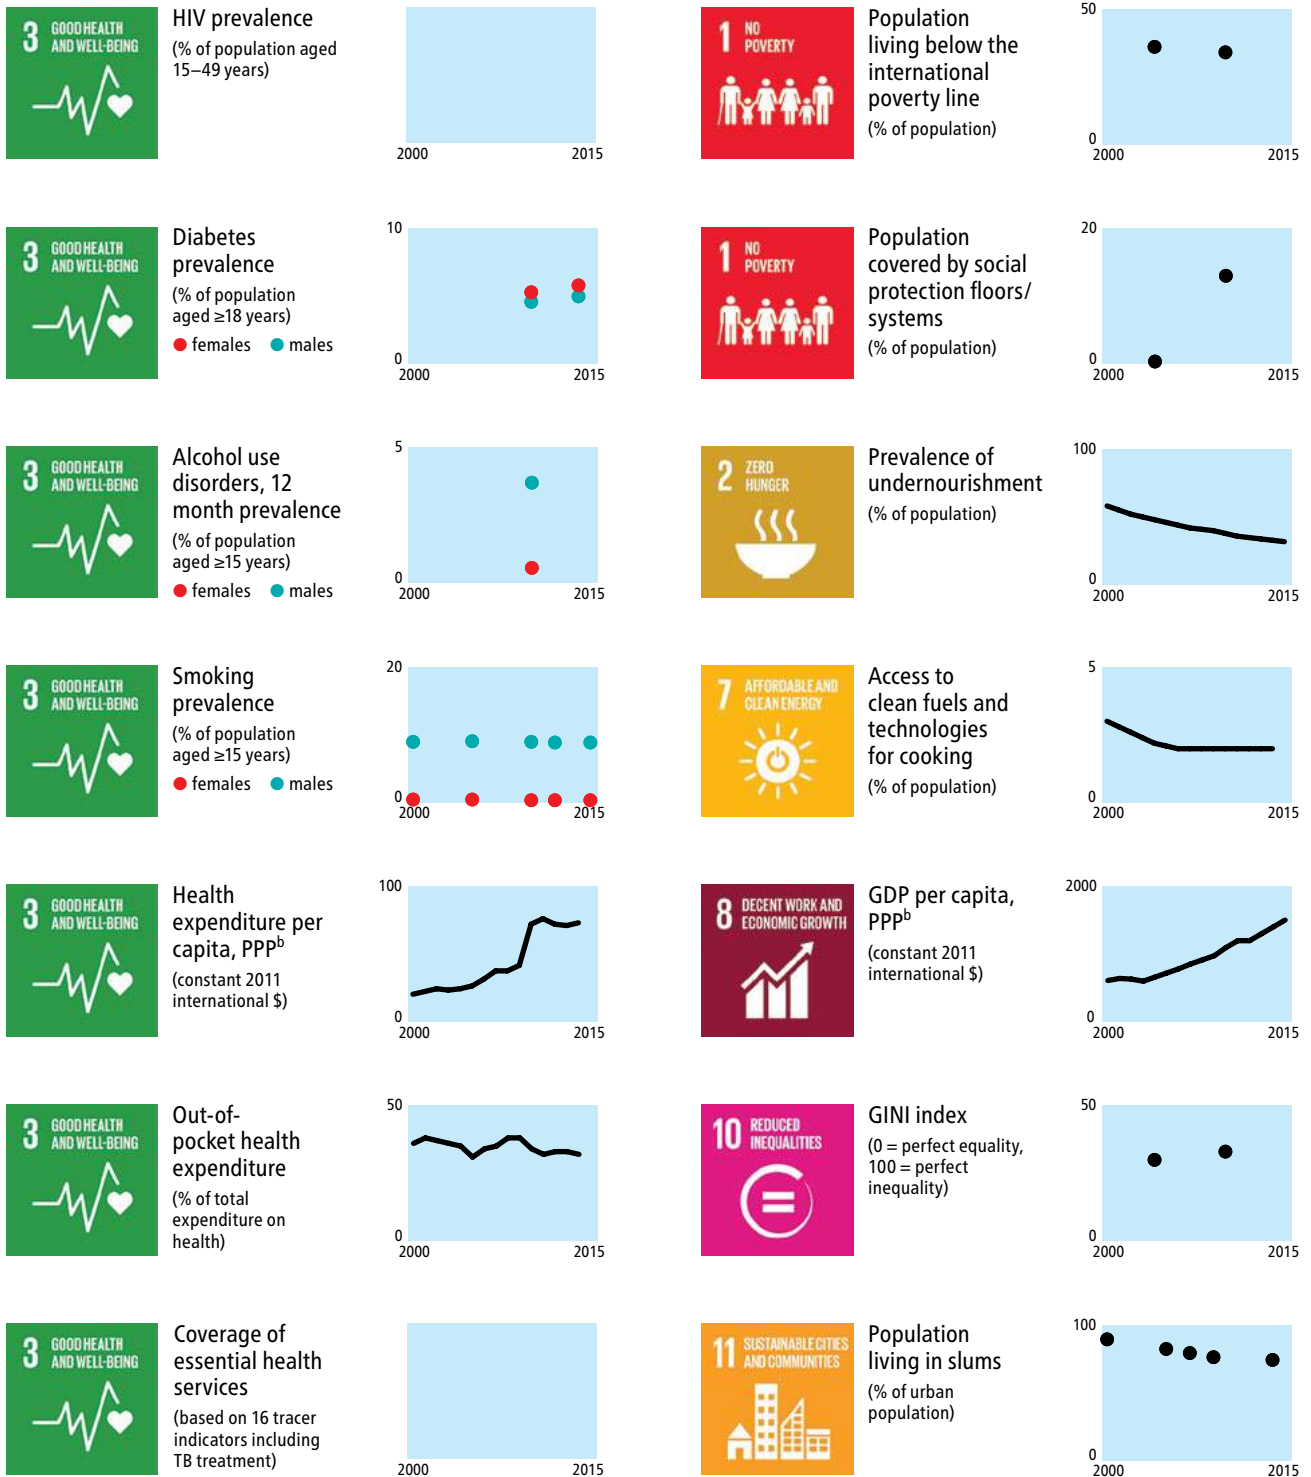 3 GOOD HEALTH
AND WELL-BEING
HIV prevalence
(% of population aged
15–49 years)
2000 2015
1 NO
POVERTY
Population
living below the
international
poverty line
(% of population)
50
0
2000 2015
3 GOOD HEALTH
AND WELL-BEING
Diabetes
prevalence
(% of population
aged ≥18 years)
females males
10
0
2000 2015
1 NO
POVERTY
Population
covered by social
protection floors/
systems
(% of population)
20
0
2000 2015
3 GOOD HEALTH
AND WELL-BEING
Alcohol use
disorders, 12
month prevalence
(% of population
aged ≥15 years)
females males
5
0
2000 2015
2 ZERO
HUNGER
Prevalence of
undernourishment
(% of population)
100
0
2000 2015
3 GOOD HEALTH
AND WELL-BEING
Smoking
prevalence
(% of population
aged ≥15 years)
females males
20
0
2000 2015
7 AFFORDABLE AND
CLEAN ENERGY
Access to
clean fuels and
technologies
for cooking
(% of population)
5
0
2000 2015
3 GOOD HEALTH
AND WELL-BEING
Health
expenditure per
capita, PPPb
(constant 2011
international $)
100
0
2000 2015
8 DECENT WORK AND
ECONOMIC GROWTH
GDP per capita,
PPPb
(constant 2011
international $)
2000
0
2000 2015
3 GOOD HEALTH
AND WELL-BEING
Out-of-
pocket health
expenditure
(% of total
expenditure on
health)
50
0
2000 2015
10 REDUCED
INEQUALITIES
GINI index
(0 = perfect equality,
100 = perfect
inequality)
50
0
2000 2015
3 GOOD HEALTH
AND WELL-BEING
Coverage of
essential health
services
(based on 16 tracer
indicators including
TB treatment)
2000 2015
11 SUSTAINABLE CITIES
AND COMMUNITIES
Population
living in slums
(% of urban
population)
100
0
2000 2015